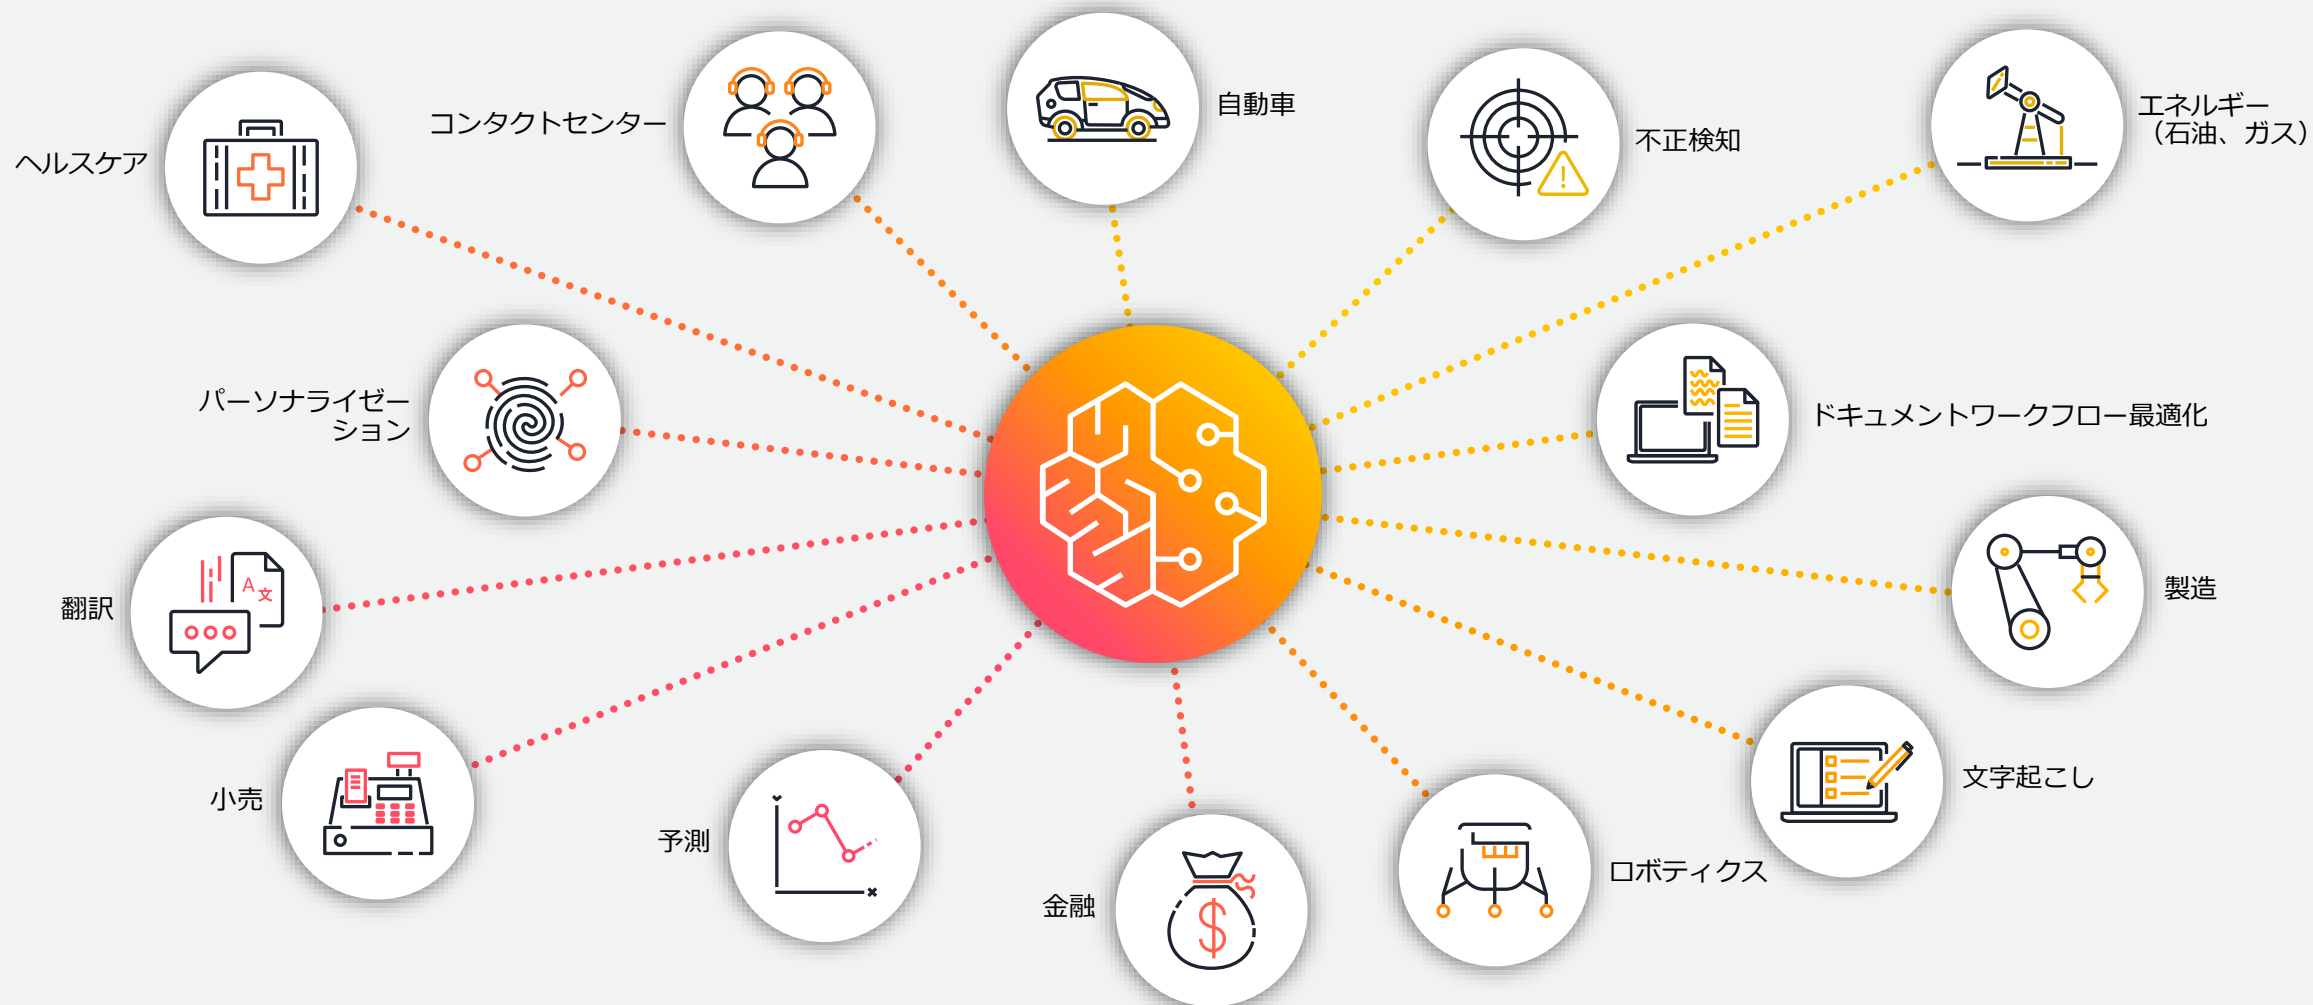 ヘルスケア
コンタクトセンター
自動車
不正検知
エネルギー
（石油、ガス）
パーソナライゼー
ション
ドキュメントワークフロー最適化
翻訳
A
文
製造
小売
予測
金融
$
ロボティクス
文字起こし